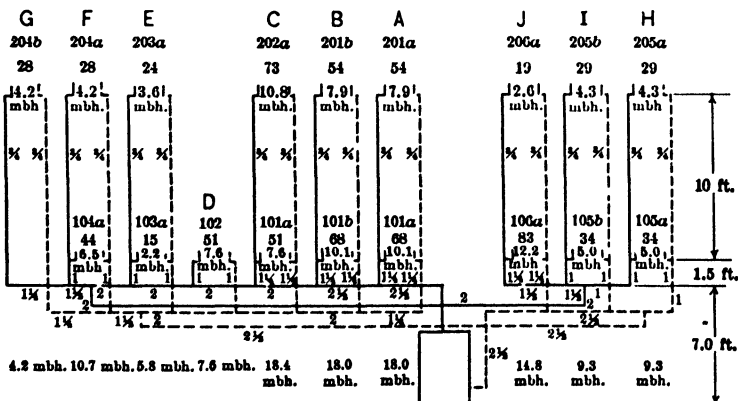 G F E C B A J I H
204b 204a 203a 202a 201b 201a 206a 205b 205a
28 28 24 73 54 54 19 29 29
4.2 4.2 3.6 10.8 7.9 7.9 2.6 4.3 4.3
mbh. mbh. mbh. mbh. mbh. mbh. mbh. mbh. mbh.
10 ft.
D
104a 103a 102 101a 101b 101a 106a 105b 105a
44 15 51 51 68 68 83 34 34
6.5 2.2 7.6 7.6 10.1 10.1 12.2 5.0 5.0
mbh. mbh. mbh. mbh. mbh. mbh. mbh. mbh. mbh.
1.5 ft.
7.0 ft.
4.2 mbh. 10.7 mbh. 5.8 mbh. 7.6 mbh. 18.4 18.0 18.0 14.8 9.3 9.3
mbh. mbh. mbh. mbh. mbh. mbh.